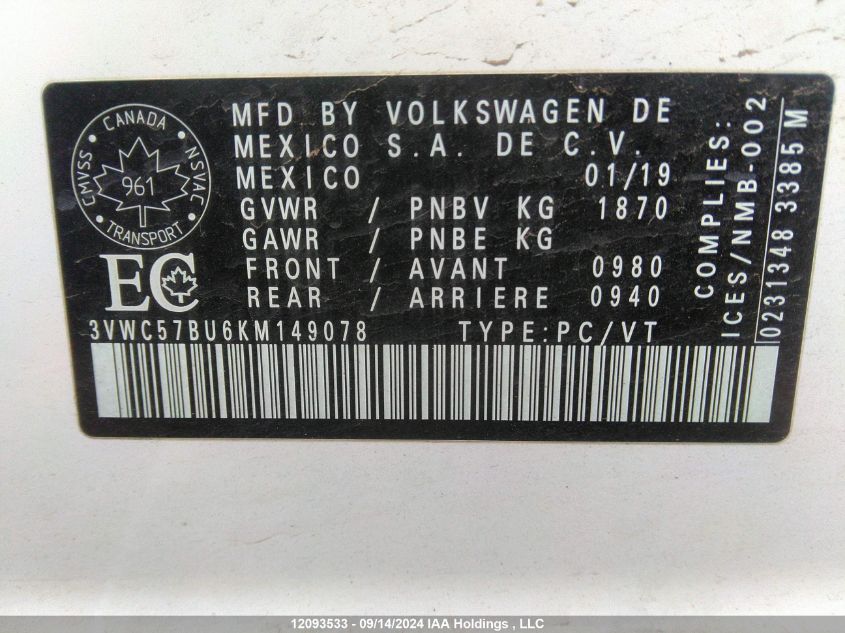 CANADA
CMVSS
NSVAC
961
TRANSPORT
EC
MFD BY VOLKSWAGEN DE
MEXICO S.A. DE C.V.
MEXICO 01/19
GVWR / PNBV KG 1870
GAWR / PNBE KG
FRONT / AVANT 0980
REAR / ARRIERE 0940
3VWC57BU6KM149078 TYPE:PC/VT
COMPLIES:
ICES/NMB-002
0231348 3385 M
12093533 - 09/14/2024 IAA Holdings , LLC